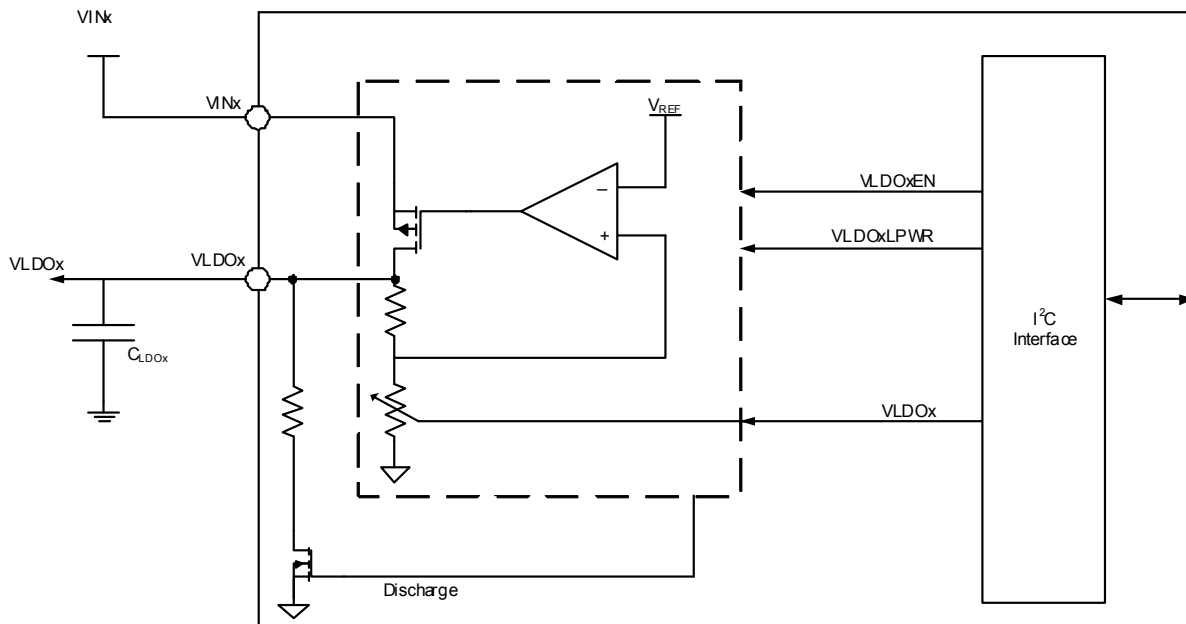 VINx
VINx
VREF
−
+
VLDOxEN
VLDOxLPWR
VLDOx
VLDOx
CLDOx
I²C
Interface
VLDOx
Discharge